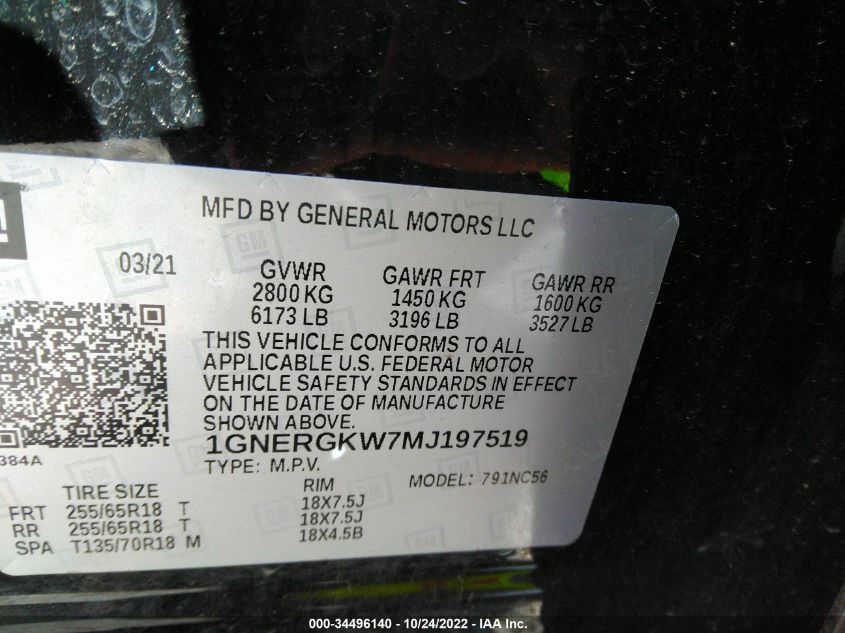 GM
MFD BY GENERAL MOTORS LLC
03/21
GVWR GAWR FRT GAWR RR
2800 KG 1450 KG 1600 KG
6173 LB 3196 LB 3527 LB
THIS VEHICLE CONFORMS TO ALL
APPLICABLE U.S. FEDERAL MOTOR
VEHICLE SAFETY STANDARDS IN EFFECT
ON THE DATE OF MANUFACTURE
SHOWN ABOVE.
1GNERGKW7MJ197519
384A
TYPE: M.P.V. MODEL: 791NC56
TIRE SIZE RIM
FRT 255/65R18 T 18X7.5J
RR 255/65R18 T 18X7.5J
SPA T135/70R18 M 18X4.5B
000-34496140 - 10/24/2022 - IAA Inc.